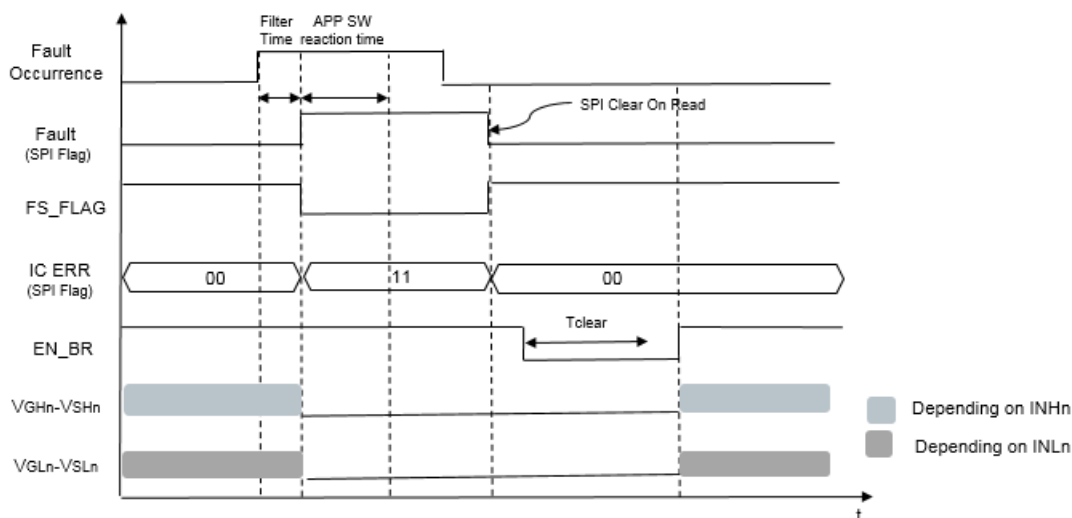 Filter
Time
APP SW
reaction time
Fault
Occurrence
SPI Clear On Read
Fault
(SPI Flag)
FS_FLAG
IC ERR
(SPI Flag)
00
11
00
Tclear
EN_BR
VGHn-VSHn
Depending on INHn
VGLn-VSLn
Depending on INLn
t